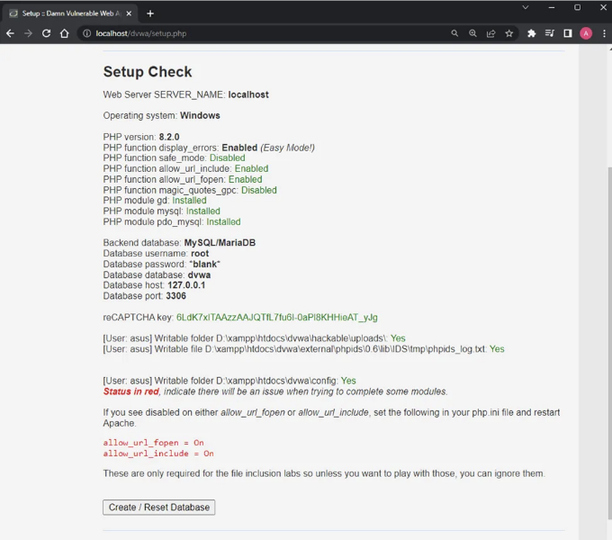 Setup :: Damn Vulnerable Web A
localhost/dvwa/setup.php
A
Setup Check
Web Server SERVER_NAME: localhost
Operating system: Windows
PHP version: 8.2.0
PHP function display_errors: Enabled (Easy Mode!)
PHP function safe_mode: Disabled
PHP function allow_url_include: Enabled
PHP function allow_url_fopen: Enabled
PHP function magic_quotes_gpc: Disabled
PHP module gd: Installed
PHP module mysql: Installed
PHP module pdo_mysql: Installed
Backend database: MySQL/MariaDB
Database username: root
Database password: *blank*
Database database: dvwa
Database host: 127.0.0.1
Database port: 3306
reCAPTCHA key:
[User: asus] Writable folder D:\xampp\htdocs\dvwa\hackable\uploads\: Yes
[User: asus] Writable file D:\xampp\htdocs\dvwa\external\phpids\0.6\lib\IDS\tmp\phpids_log.txt: Yes
[User: asus] Writable folder D:\xampp\htdocs\dvwa\config: Yes
Status in red, indicate there will be an issue when trying to complete some modules.
If you see disabled on either allow_url_fopen or allow_url_include, set the following in your php.ini file and restart
Apache.
allow_url_fopen = On
allow_url_include = On
These are only required for the file inclusion labs so unless you want to play with those, you can ignore them.
Create / Reset Database